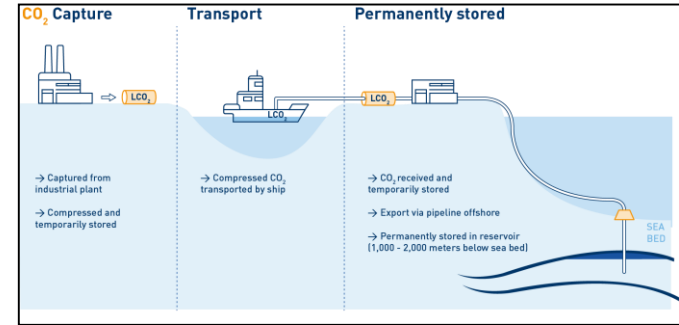 CO₂ Capture
Transport
Permanently stored
LCO₂
LCO₂
LCO₂
→ Captured from
industrial plant
→ Compressed and
temporarily stored
→ Compressed CO₂
transported by ship
→ CO₂ received and
temporarily stored
→ Export via pipeline offshore
→ Permanently stored in reservoir
(1,000 - 2,000 meters below sea bed)
SEA
BED